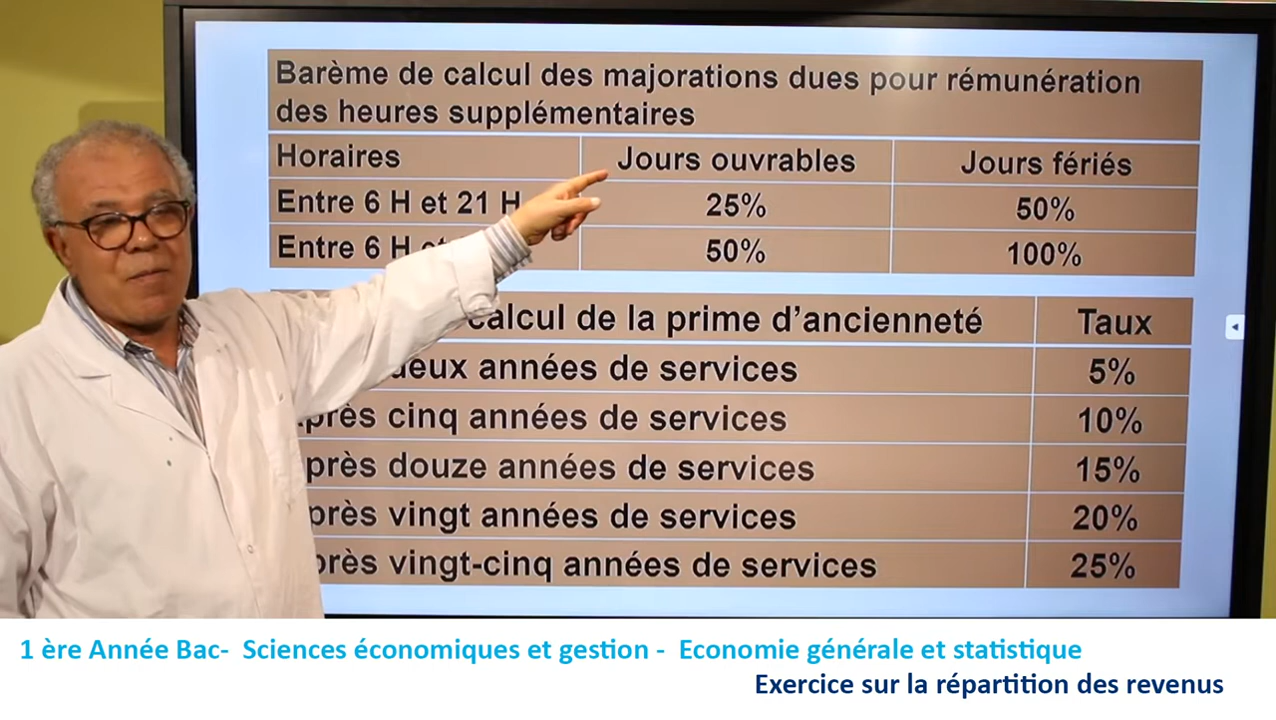 Barème de calcul des majorations dues pour rémunération
des heures supplémentaires
Horaires Jours ouvrables Jours fériés
Entre 6 H et 21 H 25% 50%
Entre 6 H 50% 100%
calcul de la prime d'ancienneté Taux
deux années de services 5%
près cinq années de services 10%
près douze années de services 15%
près vingt années de services 20%
près vingt-cinq années de services 25%
1 ère Année Bac- Sciences économiques et gestion - Economie générale et statistique
Exercice sur la répartition des revenus